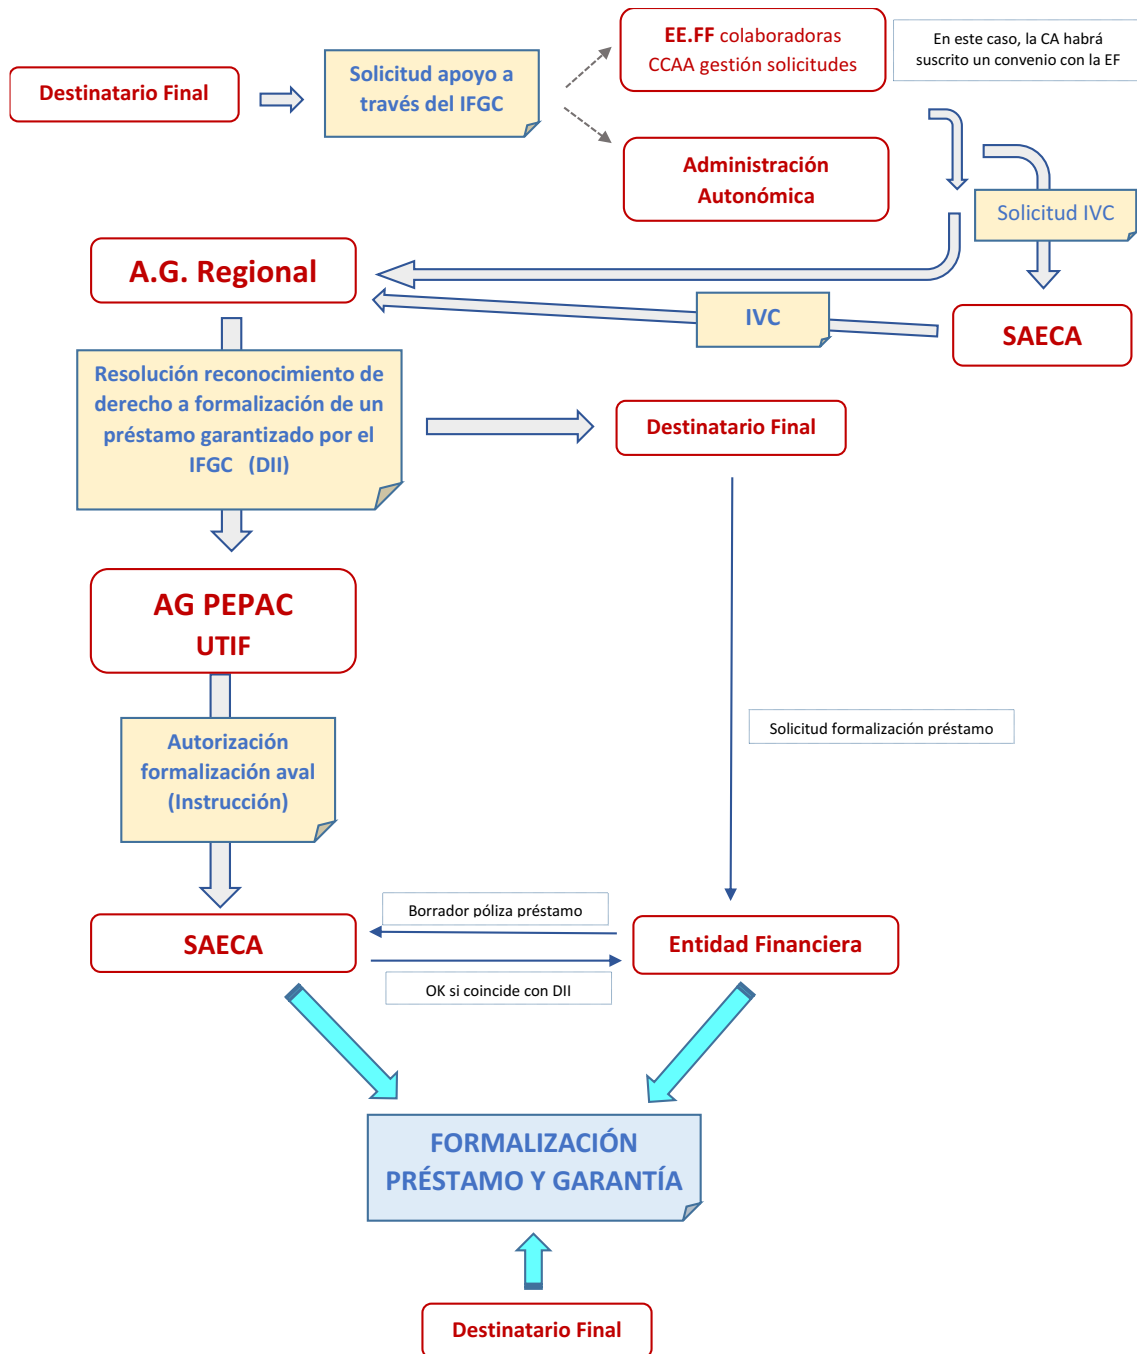 Destinatario Final
Solicitud apoyo a
través del IFGC
EE.FF colaboradoras
CCAA gestión solicitudes
En este caso, la CA habrá
suscrito un convenio con la EF
Administración
Autonómica
Solicitud IVC
A.G. Regional
IVC
SAECA
Resolución reconocimiento de
derecho a formalización de un
préstamo garantizado por el
IFGC (DII)
Destinatario Final
AG PEPAC
UTIF
Solicitud formalización préstamo
Autorización
formalización aval
(Instrucción)
Borrador póliza préstamo
SAECA
Entidad Financiera
OK si coincide con DII
FORMALIZACIÓN
PRÉSTAMO Y GARANTÍA
Destinatario Final